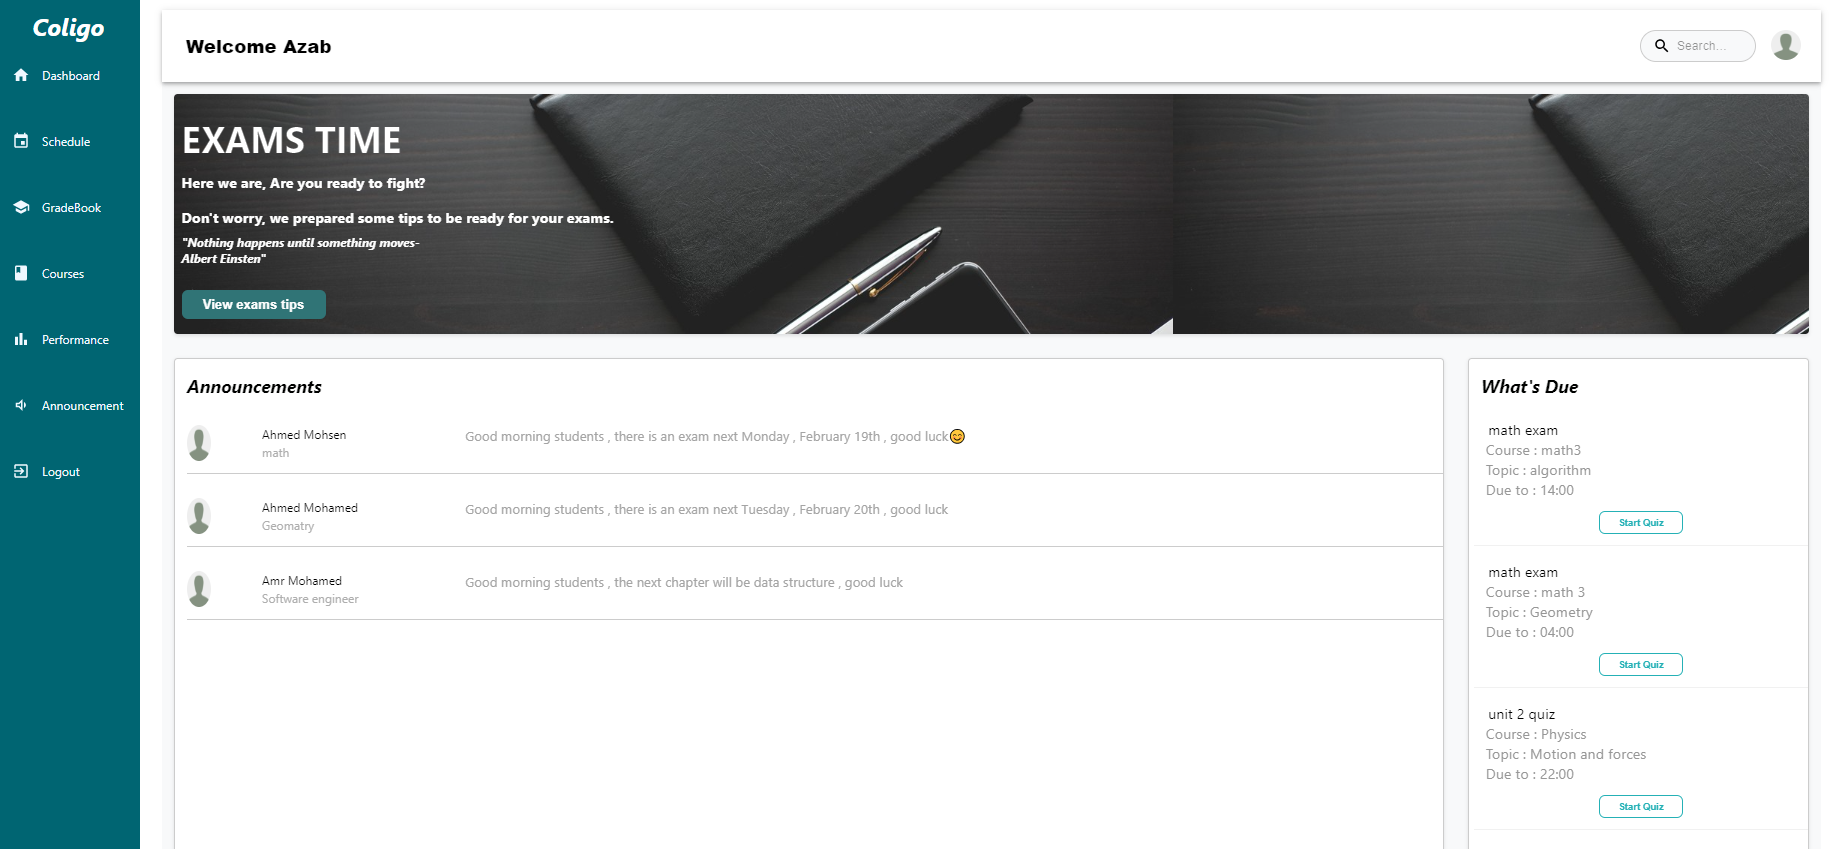 Coligo
Dashboard
Schedule
GradeBook
Courses
Performance
Announcement
Logout
Welcome Azab
Search...
EXAMS TIME
Here we are, Are you ready to fight?
Don't worry, we prepared some tips to be ready for your exams.
"Nothing happens until something moves-
Albert Einsten"
View exams tips
Announcements
Ahmed Mohsen
math
Good morning students , there is an exam next Monday , February 19th , good luck😊
Ahmed Mohamed
Geomatry
Good morning students , there is an exam next Tuesday , February 20th , good luck
Amr Mohamed
Software engineer
Good morning students , the next chapter will be data structure , good luck
What's Due
math exam
Course : math3
Topic : algorithm
Due to : 14:00
Start Quiz
math exam
Course : math 3
Topic : Geometry
Due to : 04:00
Start Quiz
unit 2 quiz
Course : Physics
Topic : Motion and forces
Due to : 22:00
Start Quiz